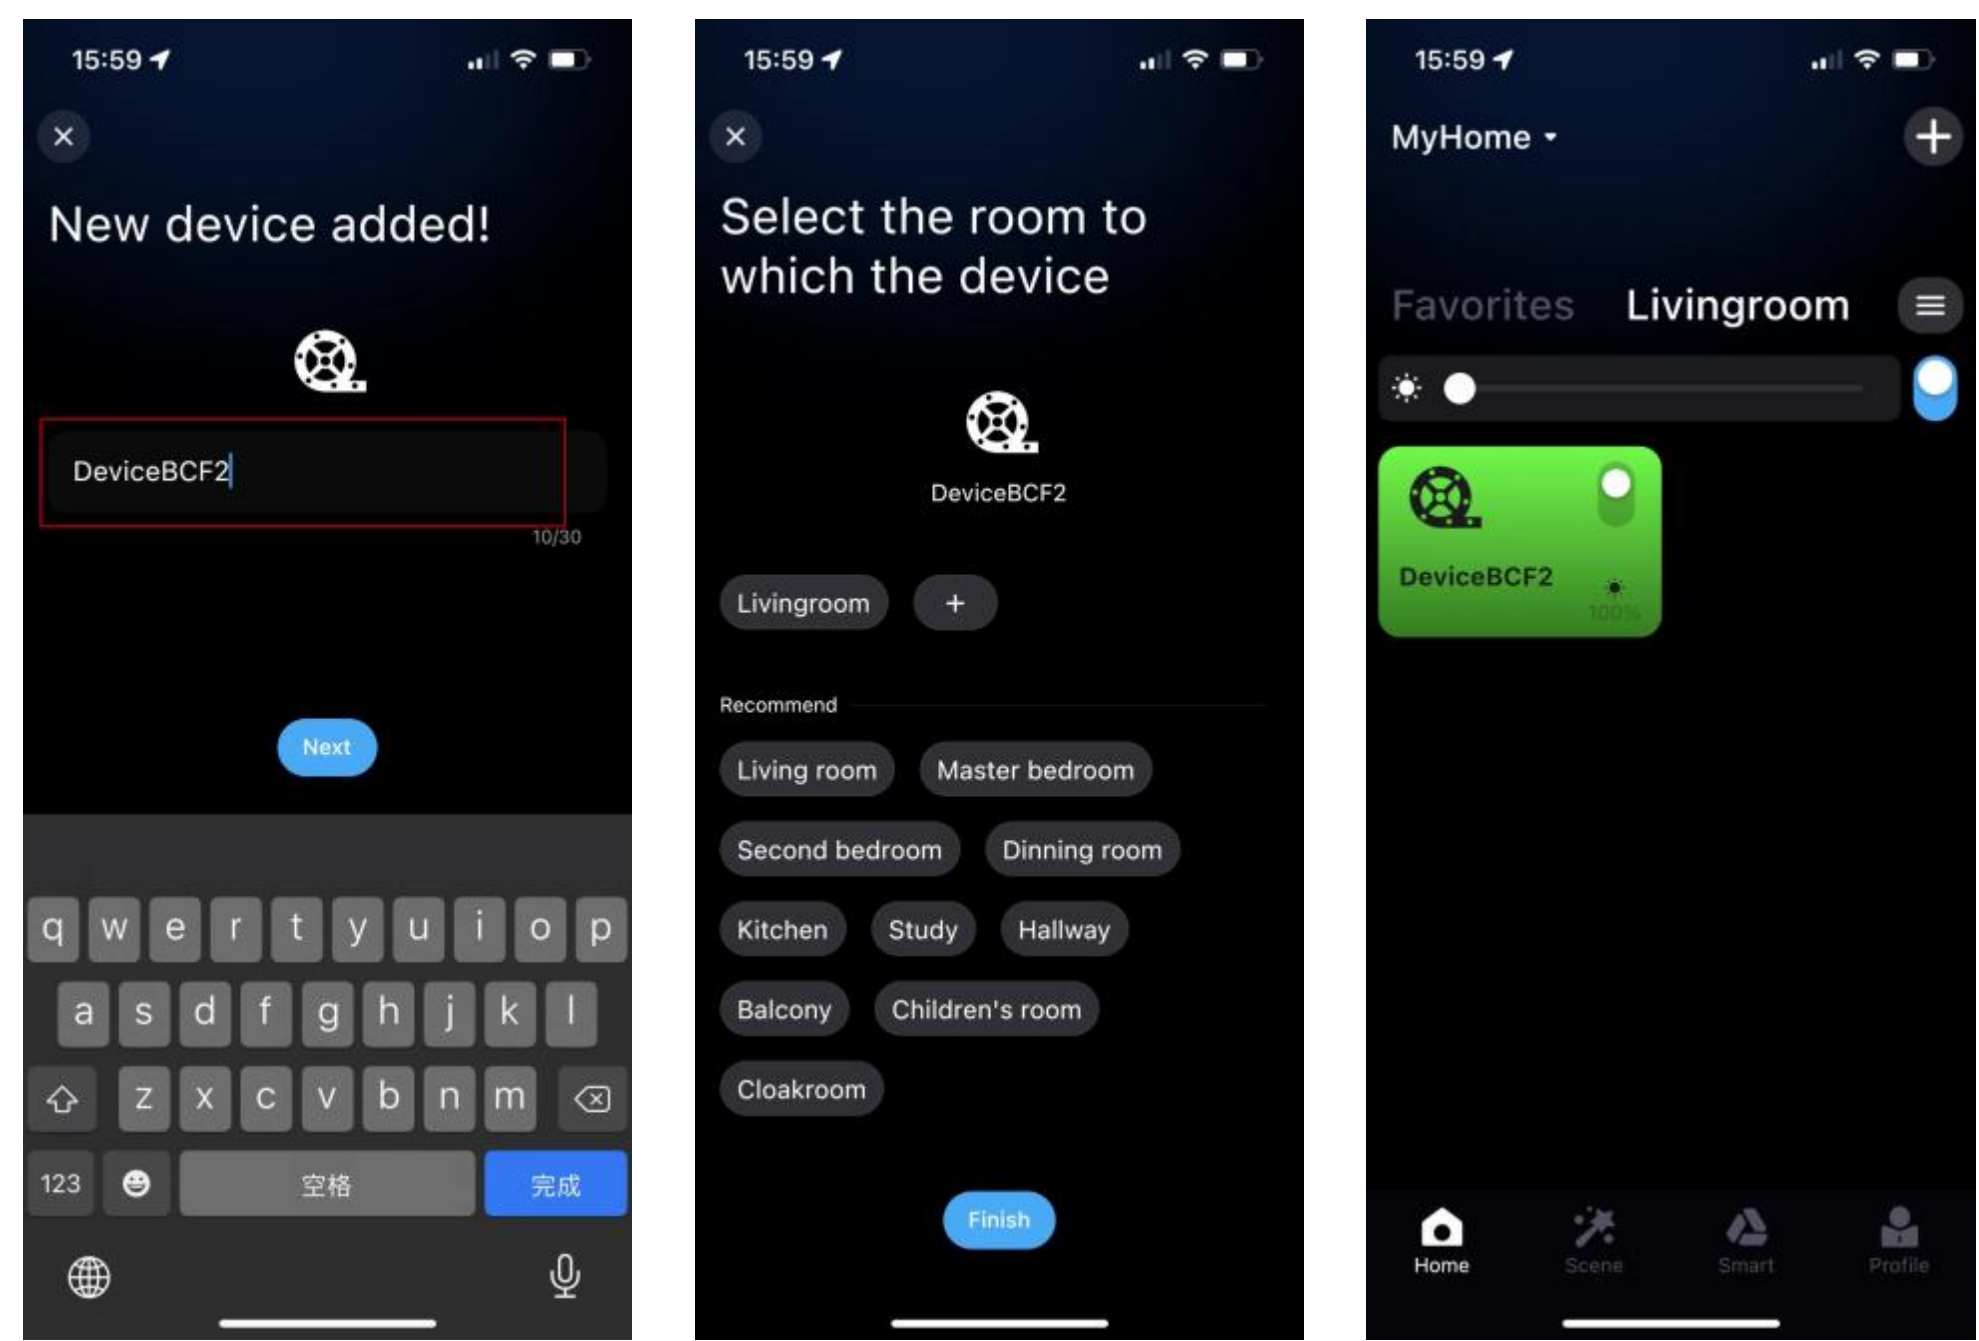 15:59
New device added!
DeviceBCF2
10/30
Next
q w e r t y u i o p
a s d f g h j k l
z x c v b n m
123 空格 完成
15:59
Select the room to
which the device
DeviceBCF2
Livingroom +
Recommend
Living room Master bedroom
Second bedroom Dinning room
Kitchen Study Hallway
Balcony Children's room
Cloakroom
Finish
15:59
MyHome
Favorites Livingroom
DeviceBCF2
100%
Home Scene Smart Profile